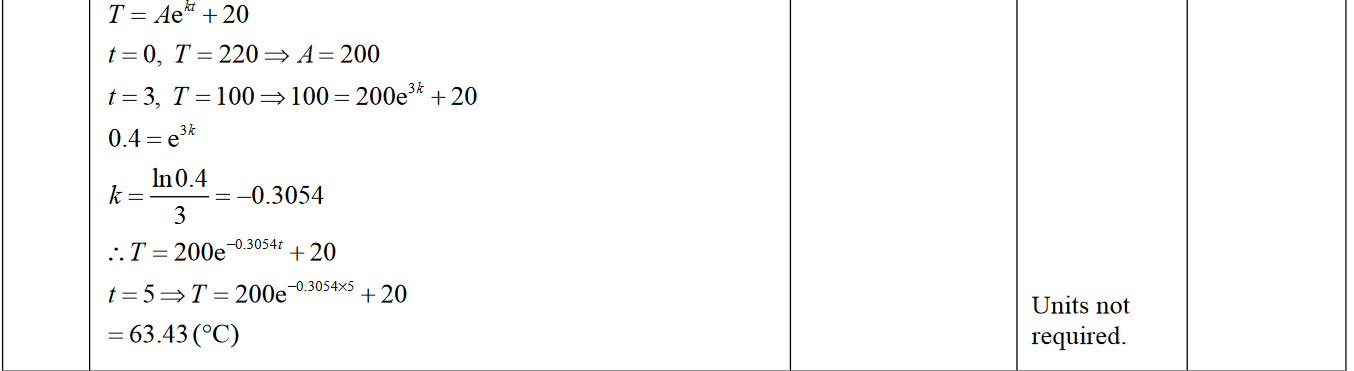 T = Ae^{kt} + 20
t = 0, T = 220 ⇒ A = 200
t = 3, T = 100 ⇒ 100 = 200e^{3k} + 20
0.4 = e^{3k}
k = \frac{ln0.4}{3} = −0.3054
∴ T = 200e^{−0.3054t} + 20
t = 5 ⇒ T = 200e^{−0.3054×5} + 20
= 63.43 (°C)
Units not
required.